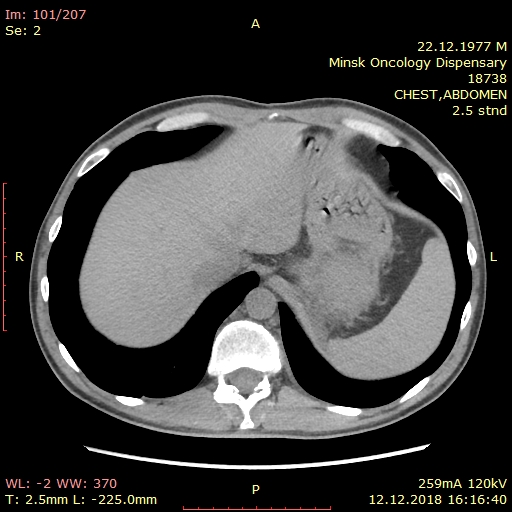 Im: 101/207
Se: 2
A
22.12.1977 M
Minsk Oncology Dispensary
18738
CHEST,ABDOMEN
2.5 stnd
R
L
WL: -2 WW: 370
T: 2.5mm L: -225.0mm
P
259mA 120kV
12.12.2018 16:16:40